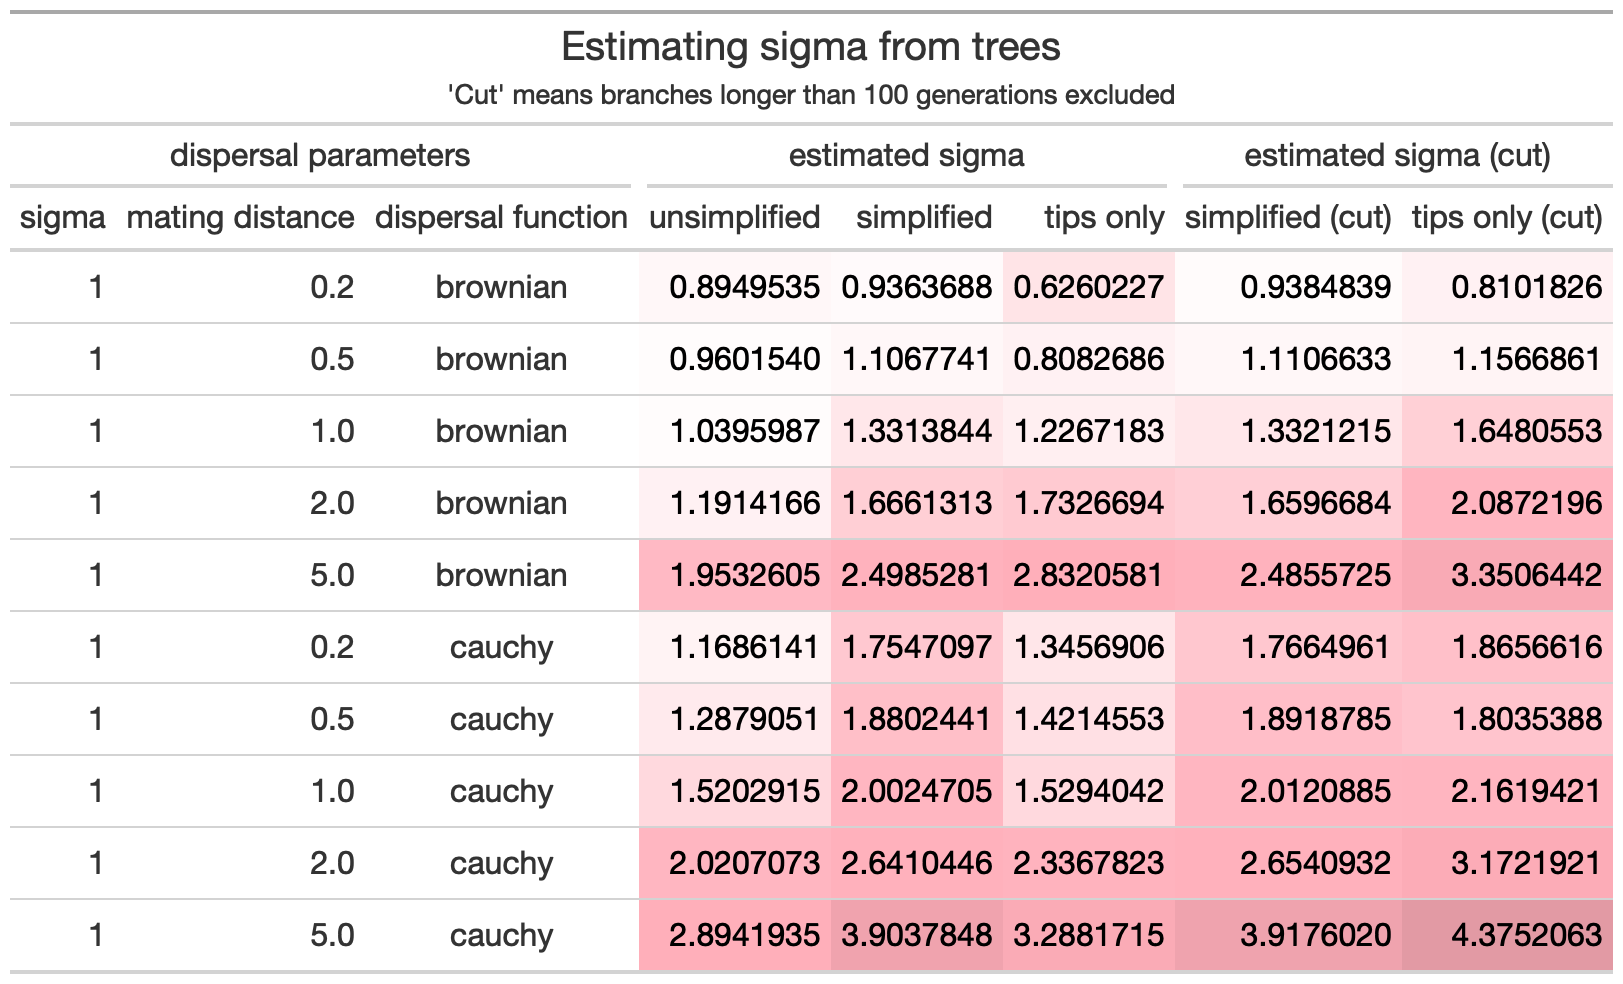 Estimating sigma from trees
'Cut' means branches longer than 100 generations excluded
dispersal parameters estimated sigma estimated sigma (cut)
sigma mating distance dispersal function unsimplified simplified tips only simplified (cut) tips only (cut)
1 0.2 brownian 0.8949535 0.9363688 0.6260227 0.9384839 0.8101826
1 0.5 brownian 0.9601540 1.1067741 0.8082686 1.1106633 1.1566861
1 1.0 brownian 1.0395987 1.3313844 1.2267183 1.3321215 1.6480553
1 2.0 brownian 1.1914166 1.6661313 1.7326694 1.6596684 2.0872196
1 5.0 brownian 1.9532605 2.4985281 2.8320581 2.4855725 3.3506442
1 0.2 cauchy 1.1686141 1.7547097 1.3456906 1.7664961 1.8656616
1 0.5 cauchy 1.2879051 1.8802441 1.4214553 1.8918785 1.8035388
1 1.0 cauchy 1.5202915 2.0024705 1.5294042 2.0120885 2.1619421
1 2.0 cauchy 2.0207073 2.6410446 2.3367823 2.6540932 3.1721921
1 5.0 cauchy 2.8941935 3.9037848 3.2881715 3.9176020 4.3752063